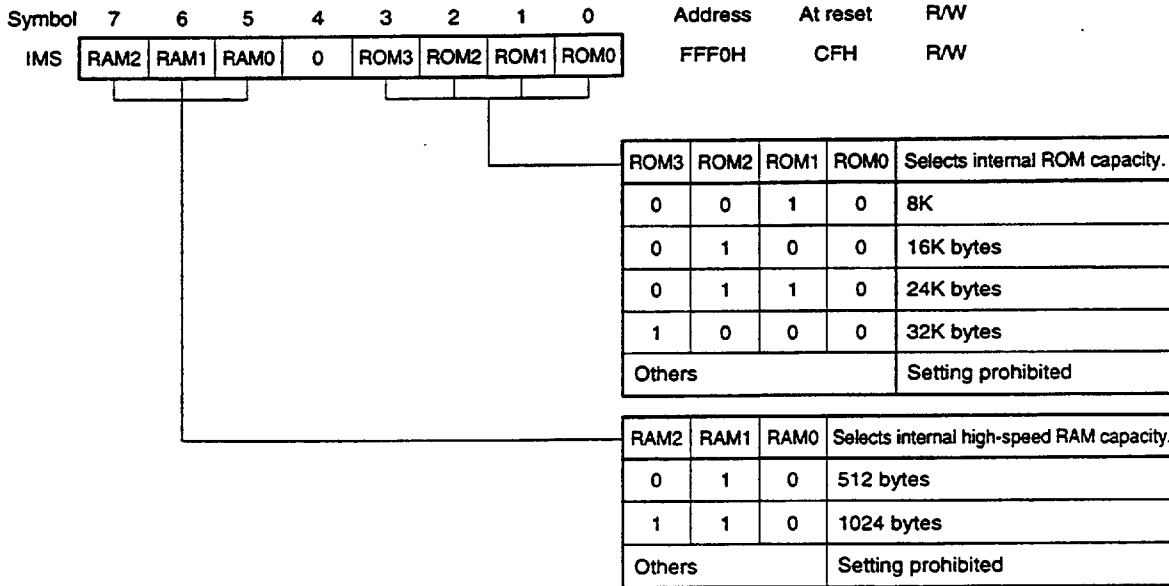 Symbol 7 6 5 4 3 2 1 0 Address At reset R/W
IMS RAM2 RAM1 RAM0 0 ROM3 ROM2 ROM1 ROM0 FFF0H CFH R/W
ROM3 ROM2 ROM1 ROM0 Selects internal ROM capacity.
0 0 1 0 8K
0 1 0 0 16K bytes
0 1 1 0 24K bytes
1 0 0 0 32K bytes
Others Setting prohibited
RAM2 RAM1 RAM0 Selects internal high-speed RAM capacity.
0 1 0 512 bytes
1 1 0 1024 bytes
Others Setting prohibited